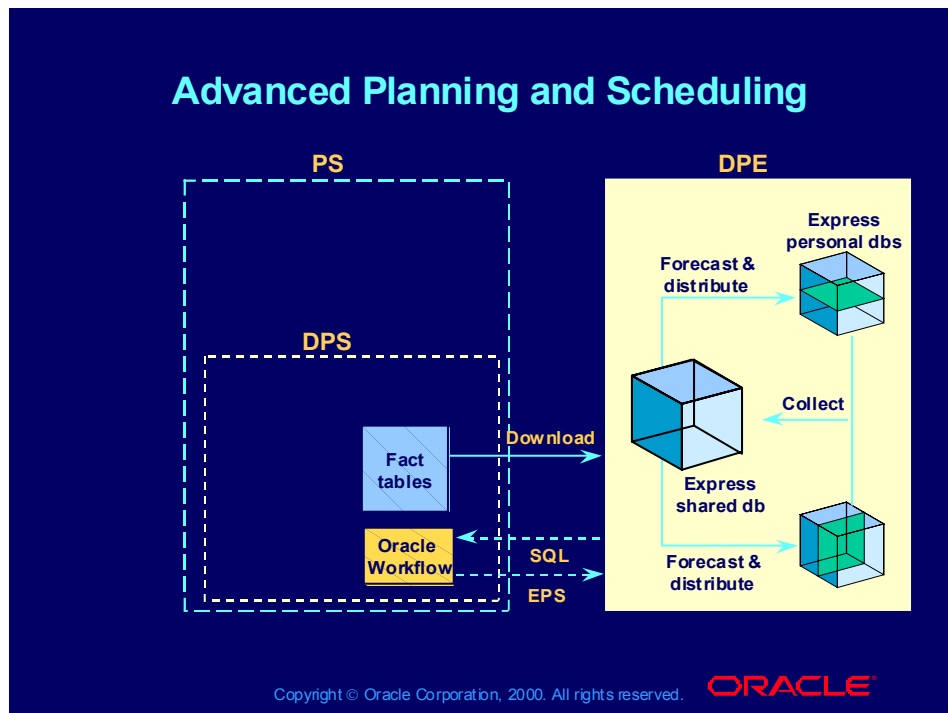 Advanced Planning and Scheduling
PS
DPE
Express
personal dbs
Forecast &
distribute
DPS
Collect
Download
Fact
tables
Express
shared db
Oracle
Workflow
SQL
EPS
Forecast &
distribute
Copyright © Oracle Corporation, 2000. All rights reserved.
ORACLE®